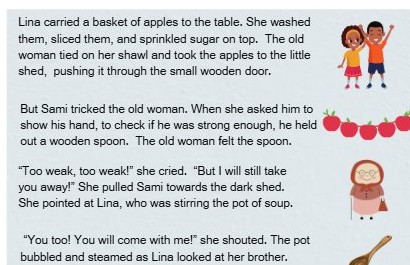 Lina carried a basket of apples to the table. She washed
them, sliced them, and sprinkled sugar on top.  The old
woman tied on her shawl and took the apples to the little
shed,  pushing it through the small wooden door.
But Sami tricked the old woman. When she asked him to
show his hand, to check if he was strong enough, he held
out a wooden spoon.  The old woman felt the spoon.
“Too weak, too weak!” she cried.  “But I will still take
you away!” She pulled Sami towards the dark shed.
She pointed at Lina, who was stirring the pot of soup.
“You too! You will come with me!” she shouted. The pot
bubbled and steamed as Lina looked at her brother.